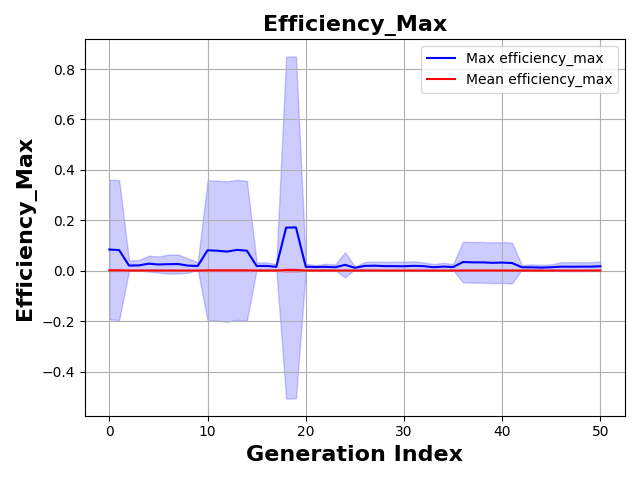 Efficiency_Max
Max efficiency_max
Mean efficiency_max
Efficiency_Max
0.8
0.6
0.4
0.2
0.0
−0.2
−0.4
0 10 20 30 40 50
Generation Index